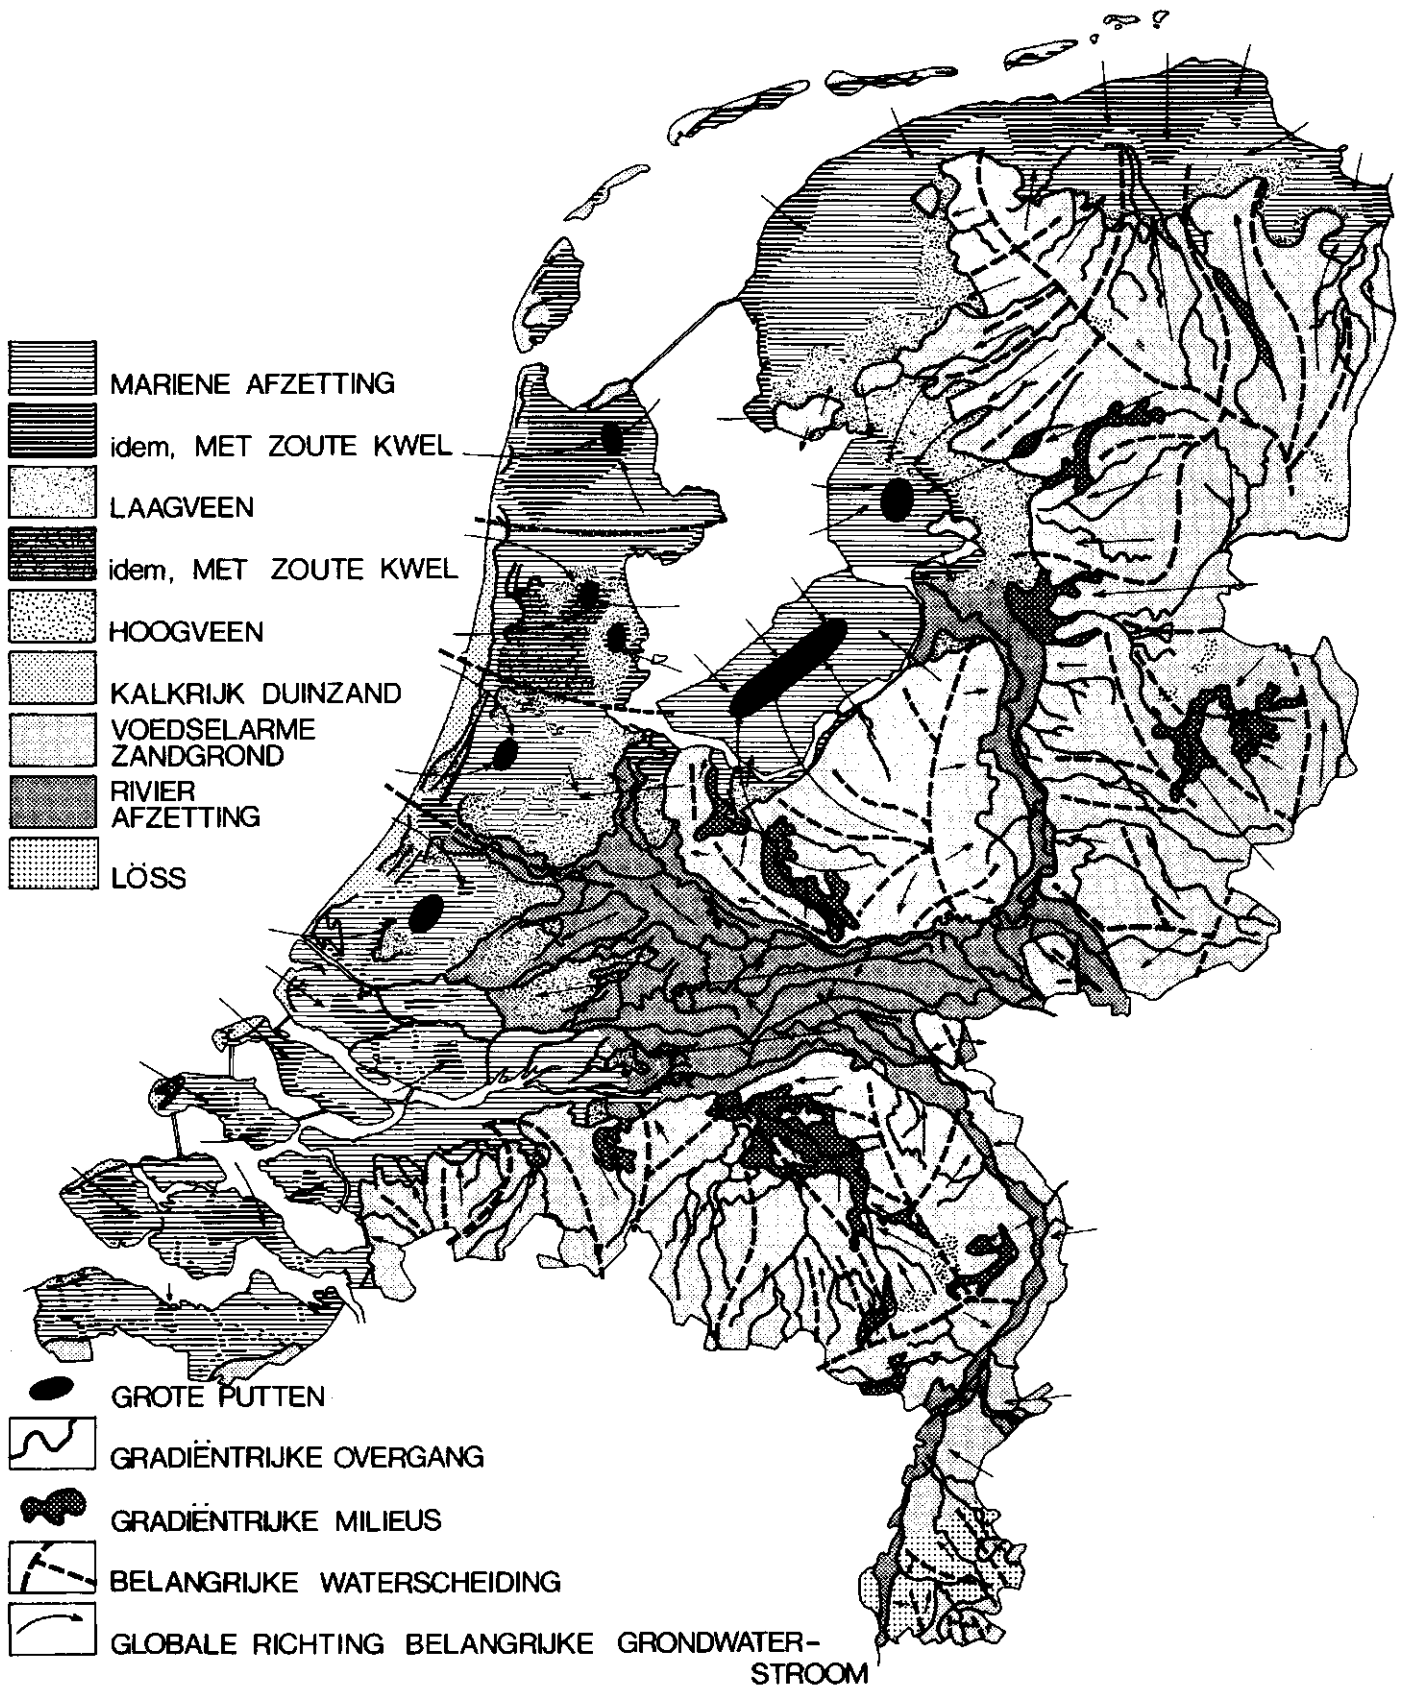 MARIENE AFZETTING
idem, MET ZOUTE KWEL
LAAGVEEN
idem, MET ZOUTE KWEL
HOOGVEEN
KALKRIJK DUINZAND
VOEDSELARME
ZANDGROND
RIVIER
AFZETTING
LÖSS
GROTE PUTTEN
GRADIËNTRIJKE OVERGANG
GRADIËNTRIJKE MILIEUS
BELANGRIJKE WATERSCHEIDING
GLOBALE RICHTING BELANGRIJKE GRONDWATER-
STROOM